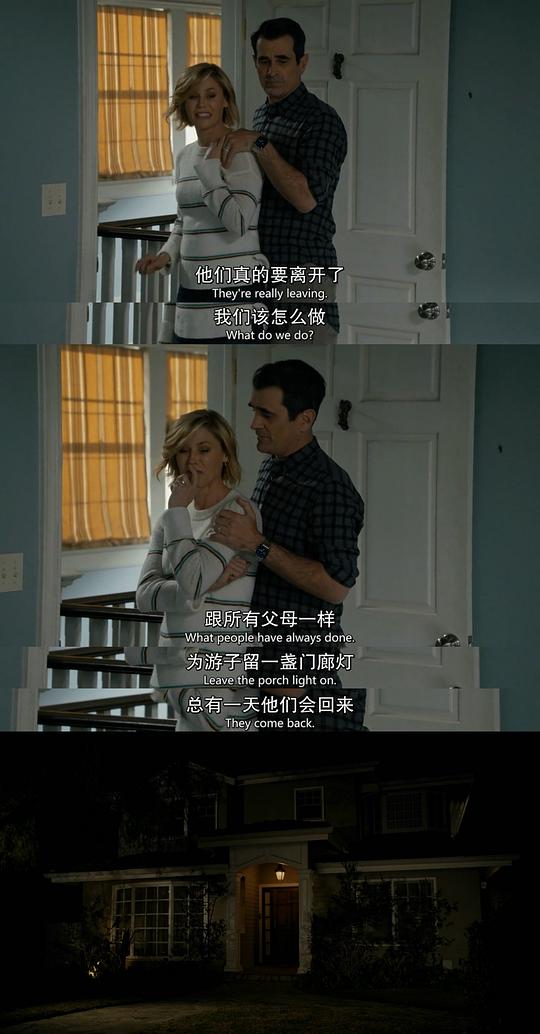 他们真的要离开了
They're really leaving.
我们该怎么做
What do we do?
跟所有父母一样
What people have always done.
为游子留一盏门廊灯
Leave the porch light on.
总有一天他们会回来
They come back.